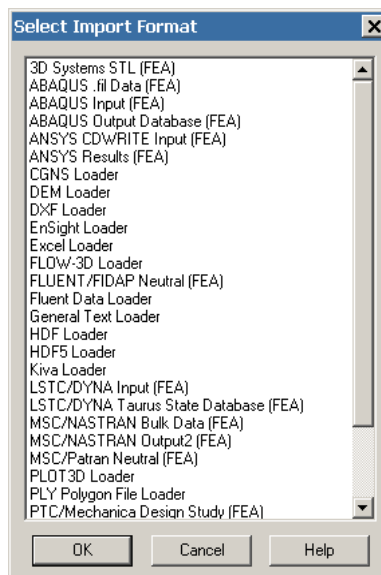 Select Import Format
3D Systems STL (FEA)
ABAQUS .fil Data (FEA)
ABAQUS Input (FEA)
ABAQUS Output Database (FEA)
ANSYS CDWRITE Input (FEA)
ANSYS Results (FEA)
CGNS Loader
DEM Loader
DXF Loader
EnSight Loader
Excel Loader
FLOW-3D Loader
FLUENT/FIDAP Neutral (FEA)
Fluent Data Loader
General Text Loader
HDF Loader
HDF5 Loader
Kiva Loader
LSTC/DYNA Input (FEA)
LSTC/DYNA Taurus State Database (FEA)
MSC/NASTRAN Bulk Data (FEA)
MSC/NASTRAN Output2 (FEA)
MSC/Patran Neutral (FEA)
PLOT3D Loader
PLY Polygon File Loader
PTC/Mechanica Design Study (FEA)
OK Cancel Help